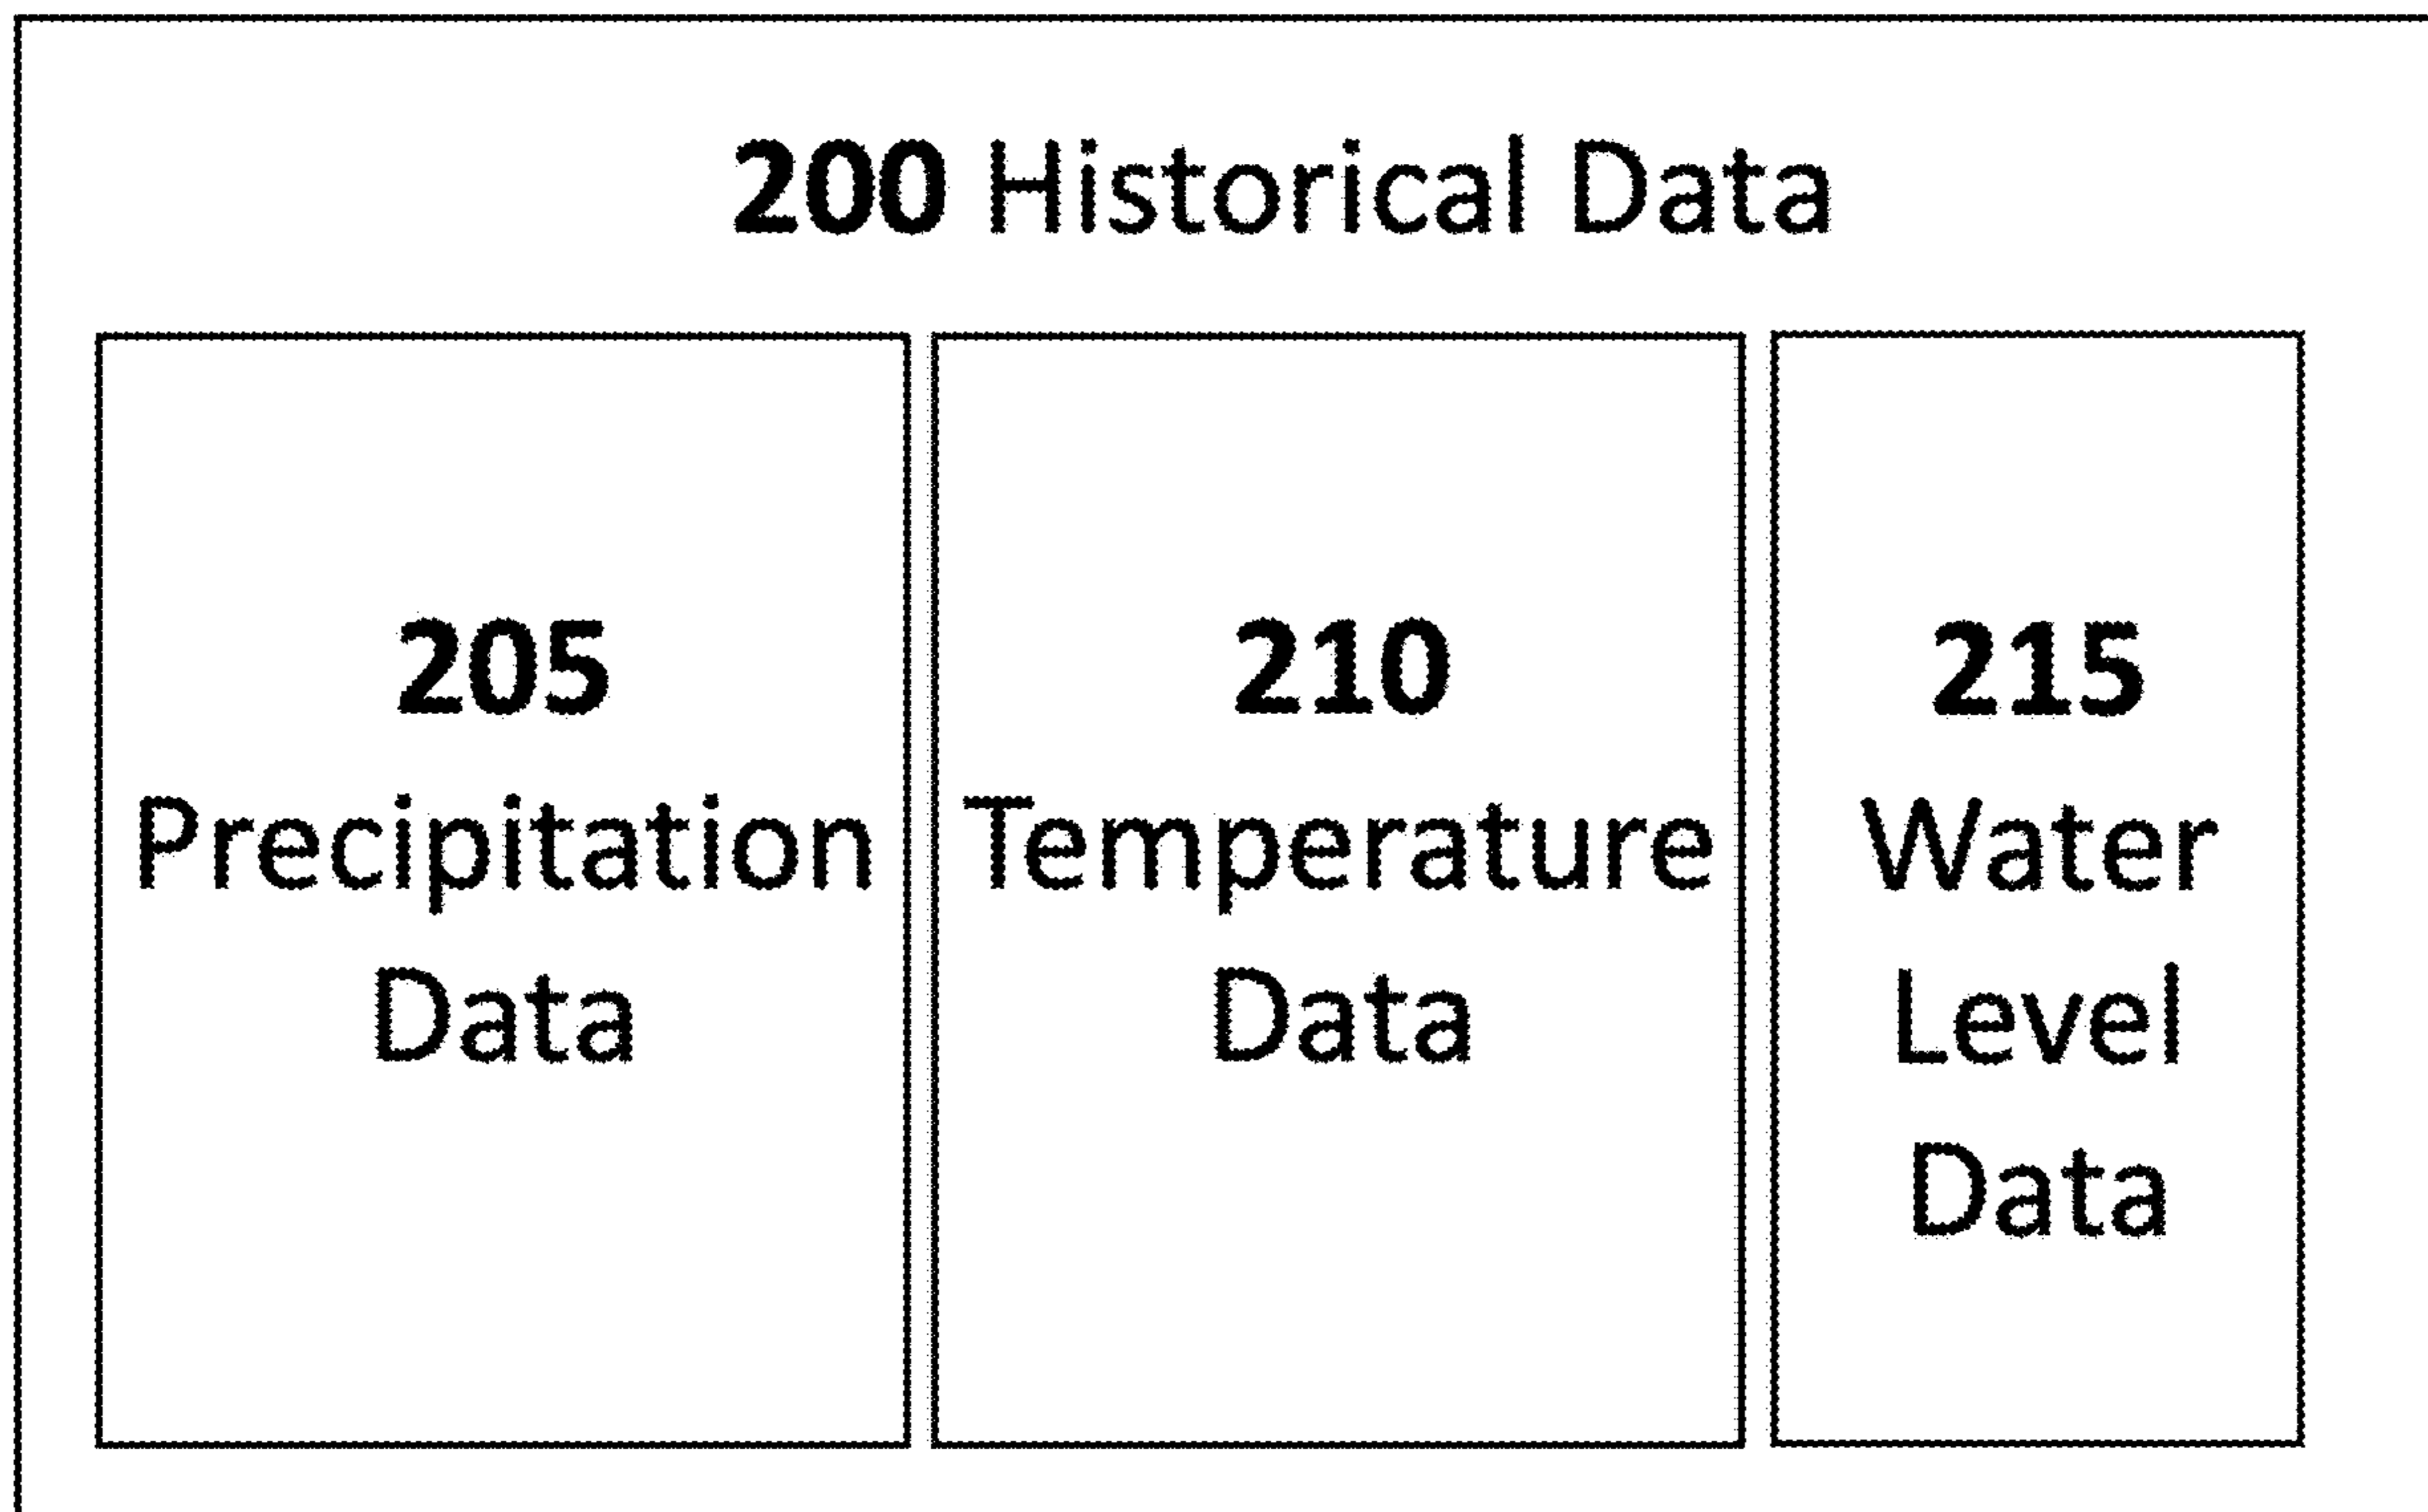 200 Historical Data
205
Precipitation
Data
210
Temperature
Data
215
Water
Level
Data